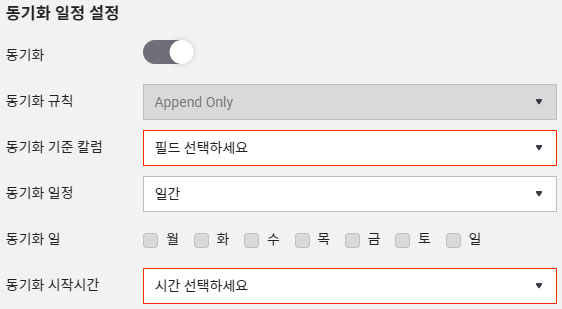 동기화 일정 설정
동기화
동기화 규칙 Append Only
동기화 기준 칼럼 필드 선택하세요
동기화 일정 일간
동기화 일 월 화 수 목 금 토 일
동기화 시작시간 시간 선택하세요